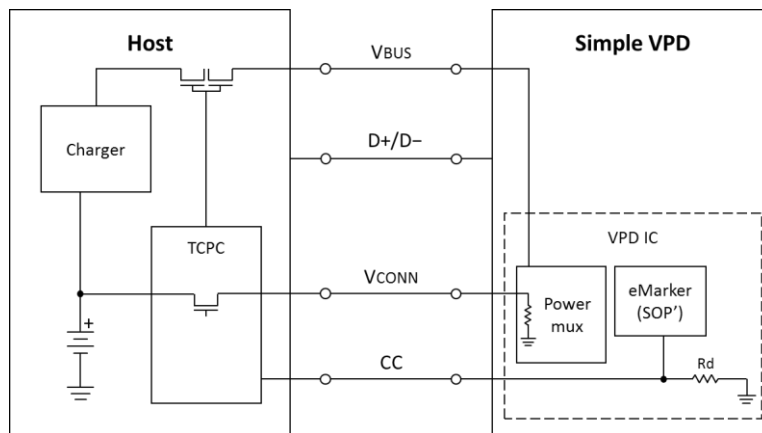 Host
Simple VPD
VBUS
Charger
D+/D−
VPD IC
TCPC
VCONN
Power
mux
eMarker
(SOP')
+
CC
Rd